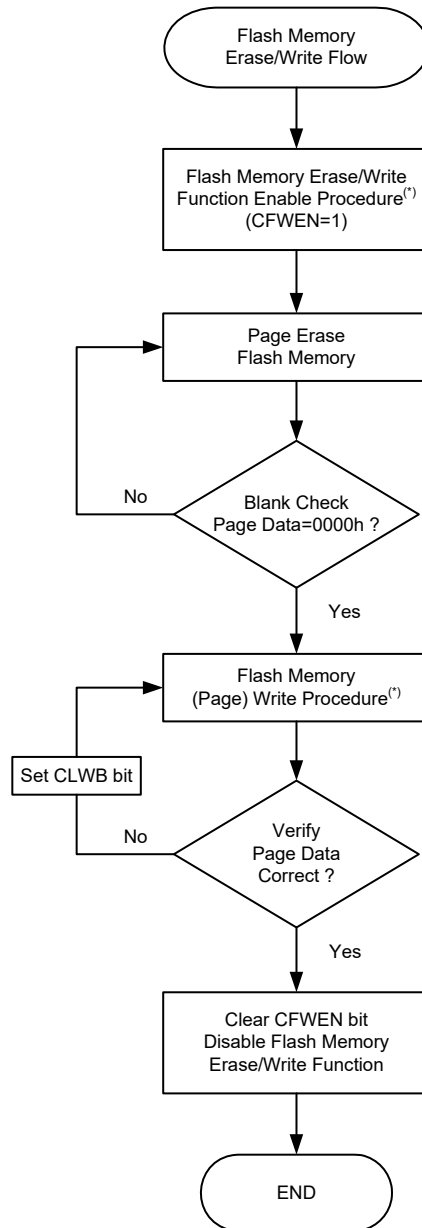 Flash Memory
Erase/Write Flow
Flash Memory Erase/Write
Function Enable Procedure(*)
(CFWEN=1)
Page Erase
Flash Memory
No
Blank Check
Page Data=0000h ?
Yes
Flash Memory
(Page) Write Procedure(*)
Set CLWB bit
No
Verify
Page Data
Correct ?
Yes
Clear CFWEN bit
Disable Flash Memory
Erase/Write Function
END